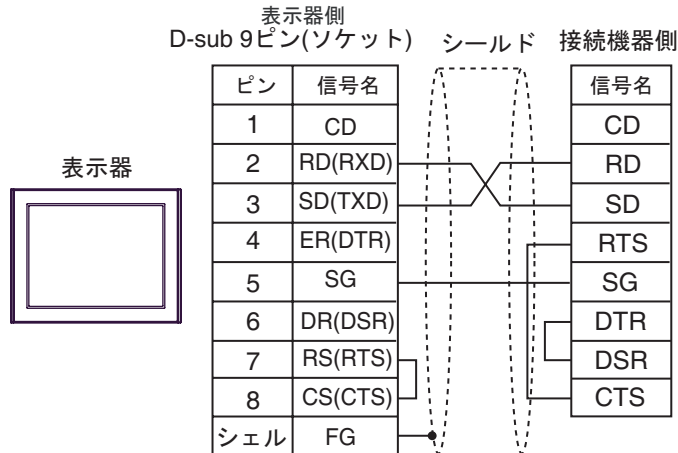 表示器側
D-sub 9ピン(ソケット) シールド 接続機器側
ピン 信号名 信号名
1 CD CD
2 RD(RXD) RD
表示器
3 SD(TXD) SD
4 ER(DTR) RTS
5 SG SG
6 DR(DSR) DTR
7 RS(RTS) DSR
8 CS(CTS) CTS
シェル FG